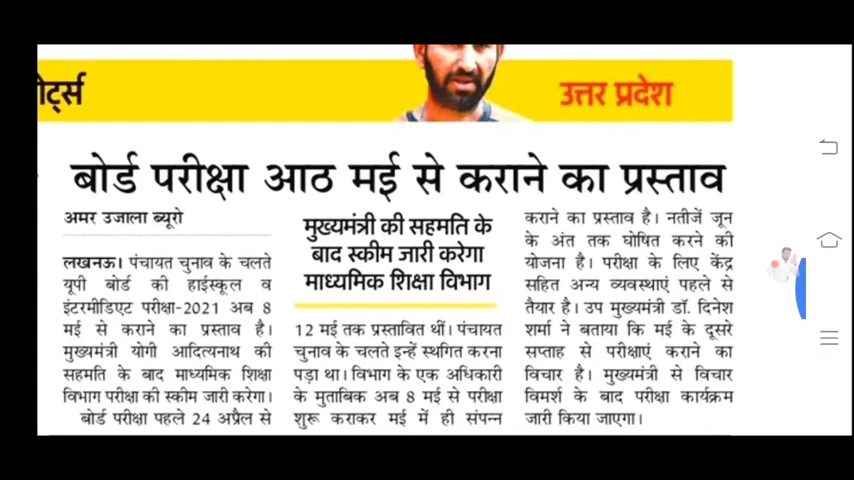 र्ट्स
उत्तर प्रदेश
बोर्ड परीक्षा आठ मई से कराने का प्रस्ताव
अमर उजाला ब्यूरो
लखनऊ। पंचायत चुनाव के चलते
यूपी बोर्ड की हाईस्कूल व
इंटरमीडिएट परीक्षा-2021 अब 8
मई से कराने का प्रस्ताव है।
मुख्यमंत्री योगी आदित्यनाथ की
सहमति के बाद माध्यमिक शिक्षा
विभाग परीक्षा की स्कीम जारी करेगा।
बोर्ड परीक्षा पहले 24 अप्रैल से
मुख्यमंत्री की सहमति के
बाद स्कीम जारी करेगा
माध्यमिक शिक्षा विभाग
12 मई तक प्रस्तावित थीं। पंचायत
चुनाव के चलते इन्हें स्थगित करना
पड़ा था। विभाग के एक अधिकारी
के मुताबिक अब 8 मई से परीक्षा
शुरू कराकर मई में ही संपन्न
कराने का प्रस्ताव है। नतीजें जून
के अंत तक घोषित करने की
योजना है। परीक्षा के लिए केंद्र
सहित अन्य व्यवस्थाएं पहले से
तैयार है। उप मुख्यमंत्री डॉ. दिनेश
शर्मा ने बताया कि मई के दूसरे
सप्ताह से परीक्षाएं कराने का
विचार है। मुख्यमंत्री से विचार
विमर्श के बाद परीक्षा कार्यक्रम
जारी किया जाएगा।